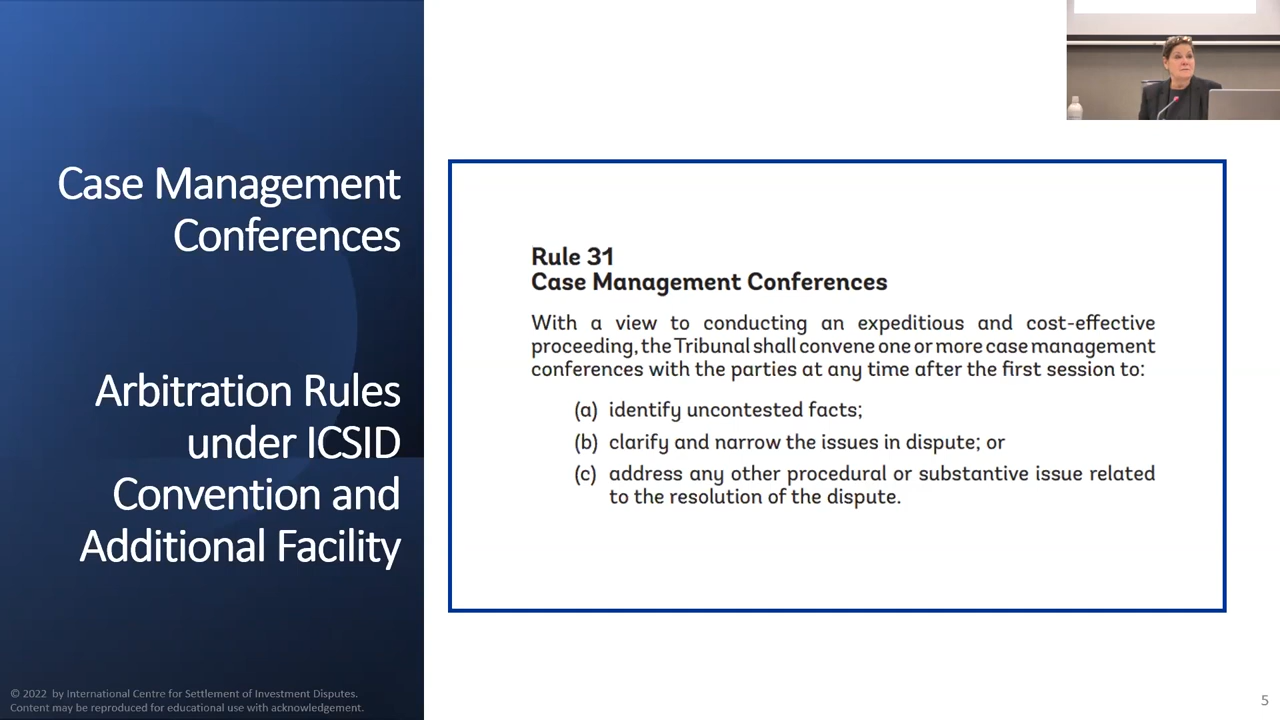 Case Management
Conferences
Arbitration Rules
under ICSID
Convention and
Additional Facility
© 2022 by International Centre for Settlement of Investment Disputes.
Content may be reproduced for educational use with acknowledgement.
Rule 31
Case Management Conferences
With a view to conducting an expeditious and cost-effective
proceeding, the Tribunal shall convene one or more case management
conferences with the parties at any time after the first session to:
(a) identify uncontested facts;
(b) clarify and narrow the issues in dispute; or
(c) address any other procedural or substantive issue related
to the resolution of the dispute.
5